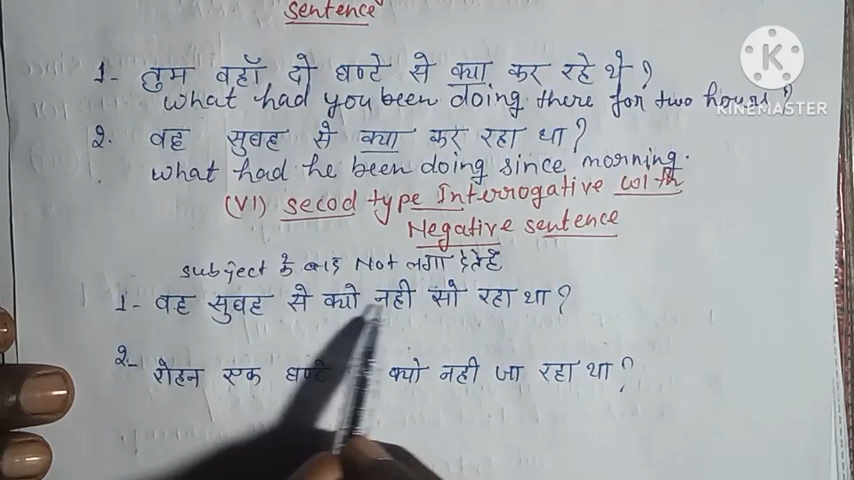 sentence
1- तुम वहाँ दो घण्टे से क्या कर रहे थे?
what had you been doing there for two hours?
KINEMASTER
2. वह सुबह से क्या कर रहा था?
what had he been doing since morning.
(VI) secod type Interrogative with
Negative sentence
subject के बाद Not लगा देते हैं
1- वह सुबह से क्यो नही सो रहा था?
2- रोहन एक घण्टे क्यो नही जा रहा था?